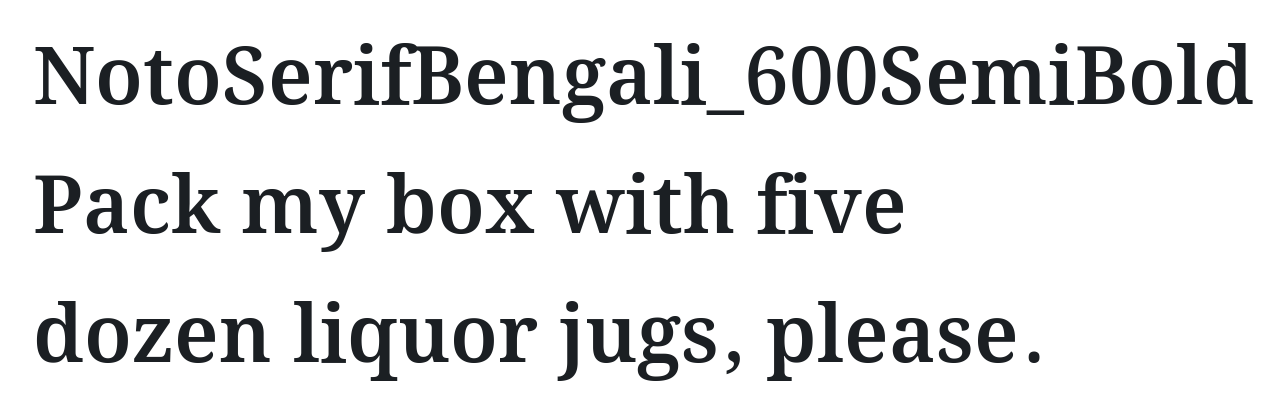 NotoSerifBengali_600SemiBold
Pack my box with five
dozen liquor jugs, please.